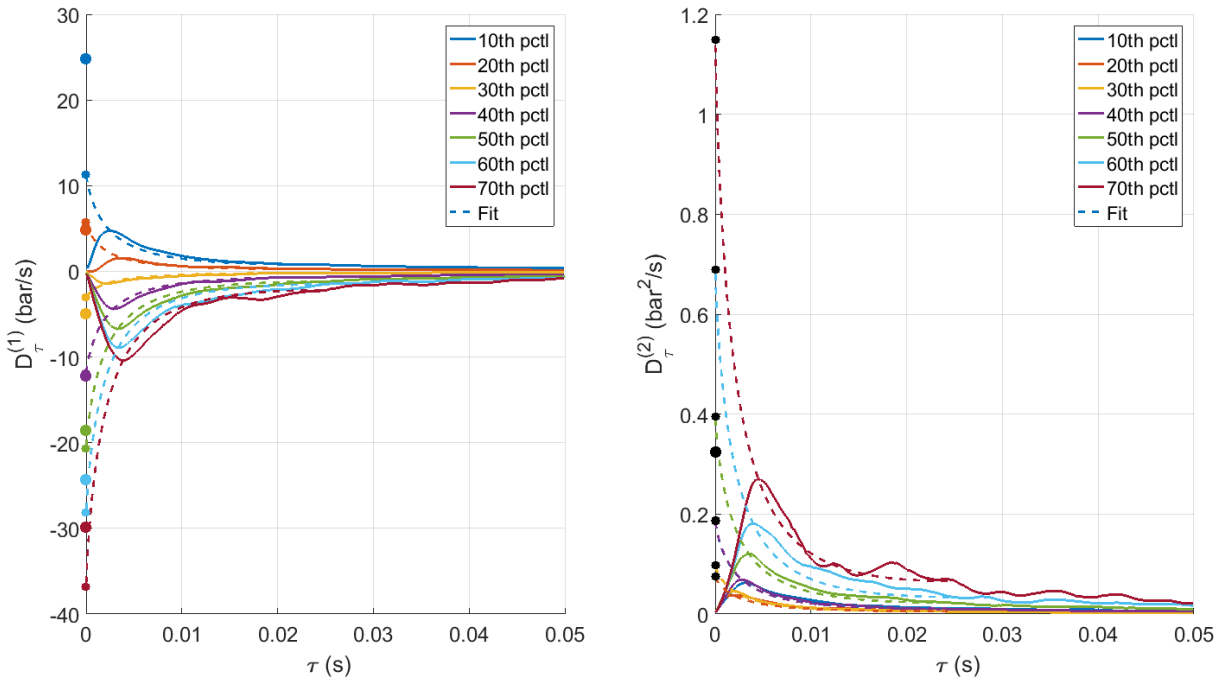 30
20
10
0
-10
-20
-30
-40
0
0.01
0.02
0.03
0.04
0.05
τ (s)
D_τ^(1) (bar/s)
10th pctl
20th pctl
30th pctl
40th pctl
50th pctl
60th pctl
70th pctl
Fit
1.2
1
0.8
0.6
0.4
0.2
0
0
0.01
0.02
0.03
0.04
0.05
τ (s)
D_τ^(2) (bar²/s)
10th pctl
20th pctl
30th pctl
40th pctl
50th pctl
60th pctl
70th pctl
Fit